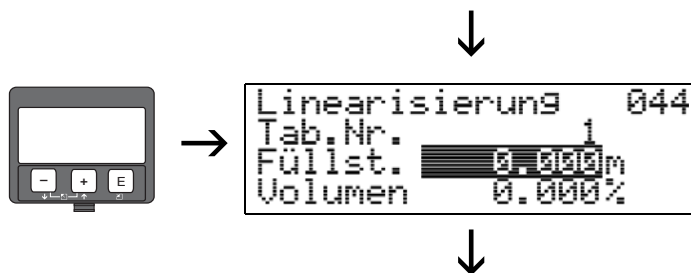 Linearisierung 044
Tab.Nr. 1
Füllst. 0.000m
Volumen 0.000%
- + E